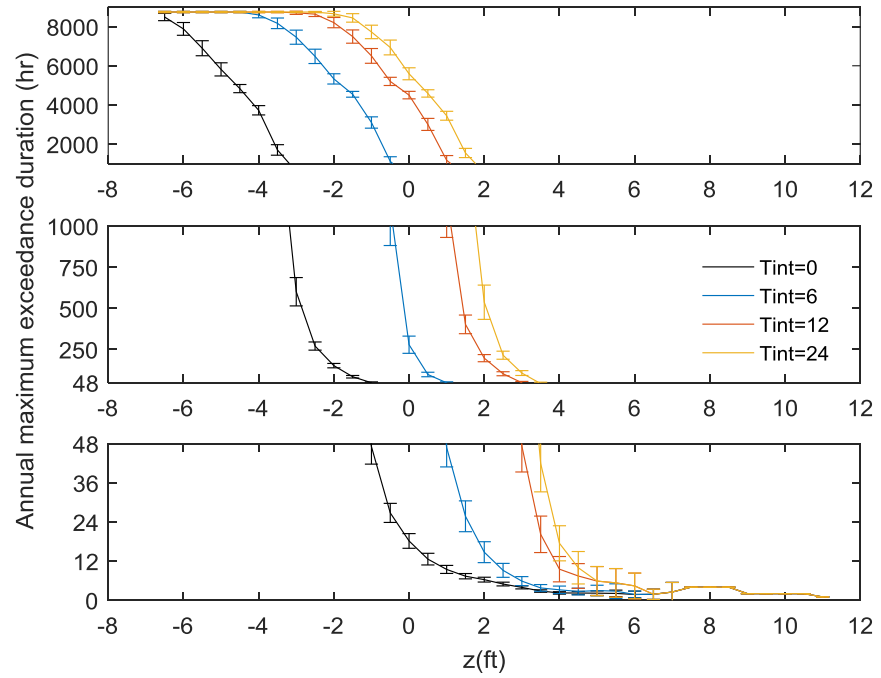 Annual maximum exceedance duration (hr)
8000
6000
4000
2000
-8 -6 -4 -2 0 2 4 6 8 10 12
1000
750
500
250
48
Tint=0
Tint=6
Tint=12
Tint=24
-8 -6 -4 -2 0 2 4 6 8 10 12
48
36
24
12
0
-8 -6 -4 -2 0 2 4 6 8 10 12
z(ft)